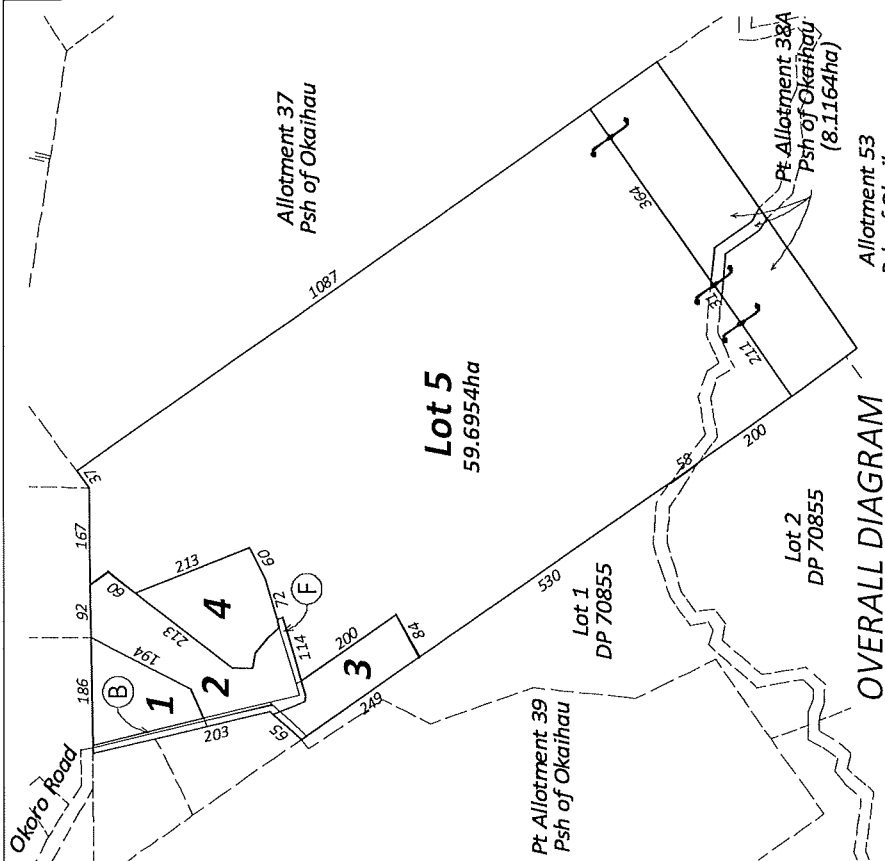 Okoro Road
Allotment 37
Psh of Okaihau
Pt Allotment 38A
Psh of Okaihau
(8.1164ha)
Allotment 53
1087
364
31
211
37
167
92
186
60
213
60
72
213
194
B
F
1
2
4
3
114
200
84
203
65
249
Lot 5
59.6954ha
530
58
200
Lot 1
DP 70855
Lot 2
DP 70855
Pt Allotment 39
Psh of Okaihau
OVERALL DIAGRAM